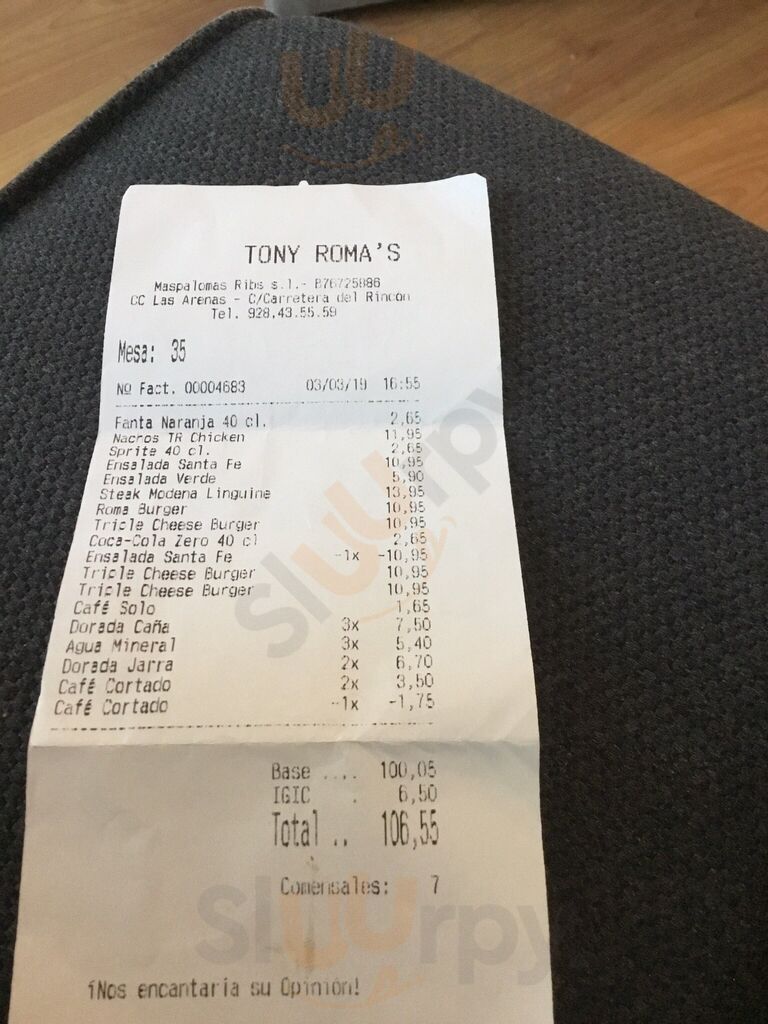 TONY ROMA'S
Maspalomas Ribs s.l.- B76725886
CC Las Arenas - C/Carretera del Rincón
Tel. 928.43.55.59
Mesa: 35
Nº Fact. 00004683 03/03/19 16:55
Fanta Naranja 40 cl. 2,65
Nachos TR Chicken 11,95
Sprite 40 cl. 2,65
Ensalada Santa Fe 10,95
Ensalada Verde 5,90
Steak Modena Linguine 13,95
Roma Burger 10,95
Triple Cheese Burger 10,95
Coca-Cola Zero 40 cl 2,65
Ensalada Santa Fe -1x -10,95
Triple Cheese Burger 10,95
Triple Cheese Burger 10,95
Café Solo 1,65
Dorada Caña 3x 7,50
Agua Mineral 3x 5,40
Dorada Jarra 2x 6,70
Café Cortado 2x 3,50
Café Cortado -1x -1,75
Base .... 100,05
IGIC . 6,50
Total .. 106,55
Comensales: 7
¡Nos encantaría su Opinión!
Sluurpy
Sluurpy